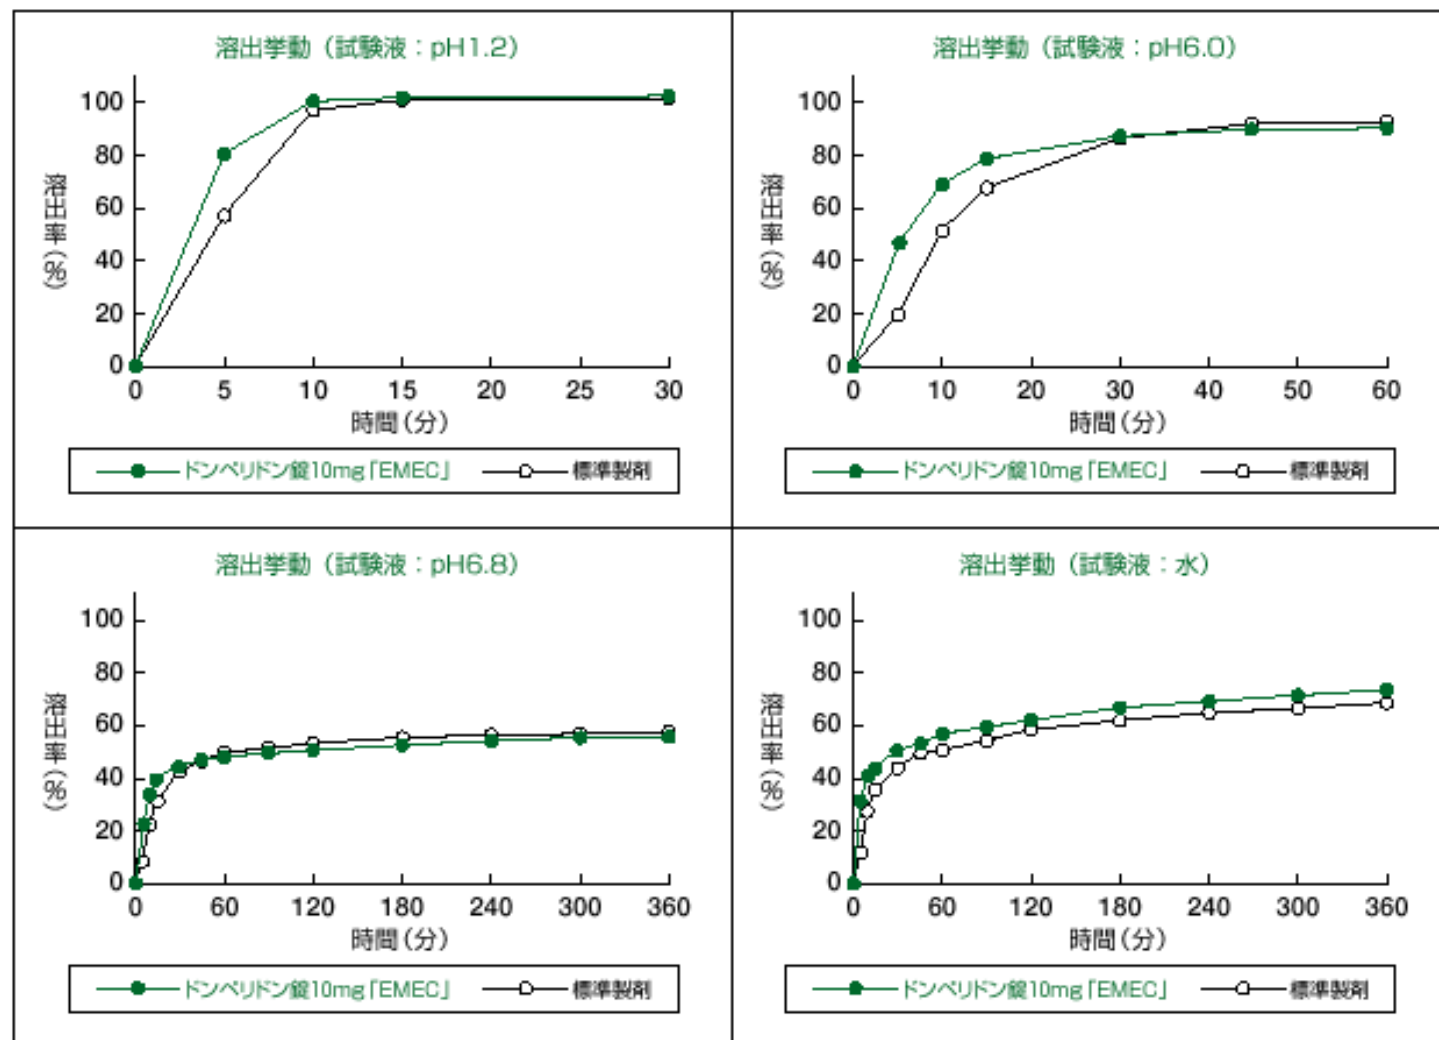 溶出挙動（試験液：pH1.2）
100
80
60
40
20
0
溶出率(%)
0 5 10 15 20 25 30
時間(分)
ドンペリドン錠10mg「EMEC」 標準製剤
溶出挙動（試験液：pH6.0）
100
80
60
40
20
0
溶出率(%)
0 10 20 30 40 50 60
時間(分)
ドンペリドン錠10mg「EMEC」 標準製剤
溶出挙動（試験液：pH6.8）
100
80
60
40
20
0
溶出率(%)
0 60 120 180 240 300 360
時間(分)
ドンペリドン錠10mg「EMEC」 標準製剤
溶出挙動（試験液：水）
100
80
60
40
20
0
溶出率(%)
0 60 120 180 240 300 360
時間(分)
ドンペリドン錠10mg「EMEC」 標準製剤